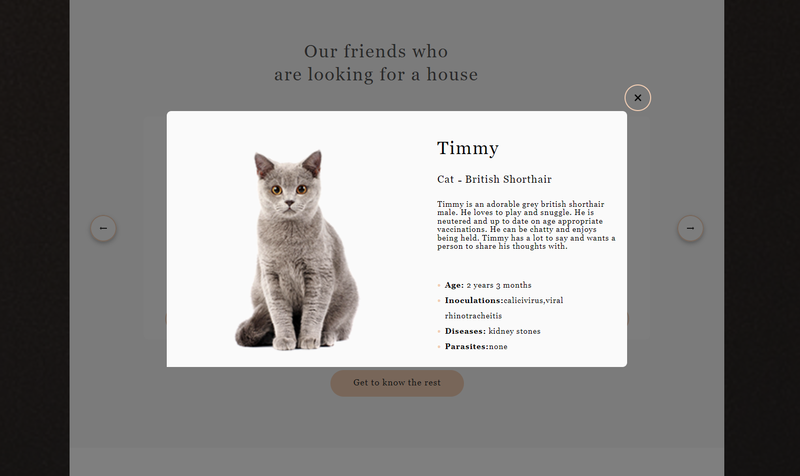 Our friends who
are looking for a house
Timmy
Cat - British Shorthair
Timmy is an adorable grey british shorthair
male. He loves to play and snuggle. He is
neutered and up to date on age appropriate
vaccinations. He can be chatty and enjoys
being held. Timmy has a lot to say and wants a
person to share his thoughts with.
Age: 2 years 3 months
Inoculations:calicivirus,viral
rhinotracheitis
Diseases: kidney stones
Parasites:none
Get to know the rest